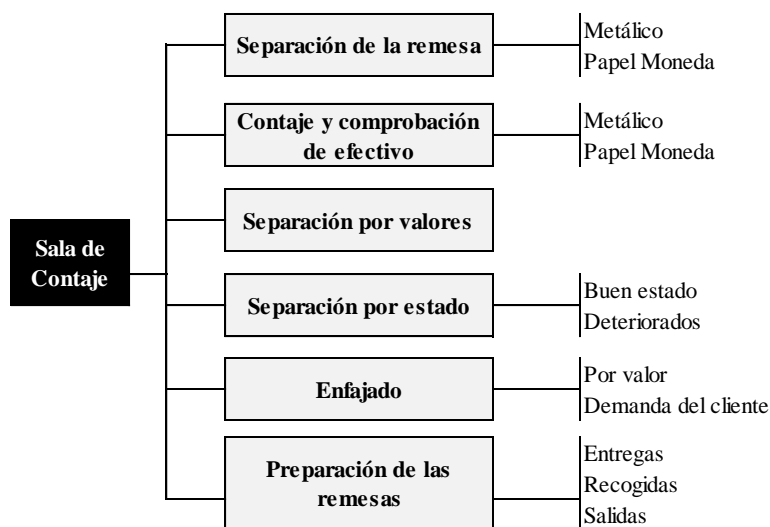 Separación de la remesa
Metálico
Papel Moneda
Contaje y comprobación
de efectivo
Metálico
Papel Moneda
Separación por valores
Sala de
Contaje
Separación por estado
Buen estado
Deteriorados
Enfajado
Por valor
Demanda del cliente
Preparación de las
remesas
Entregas
Recogidas
Salidas